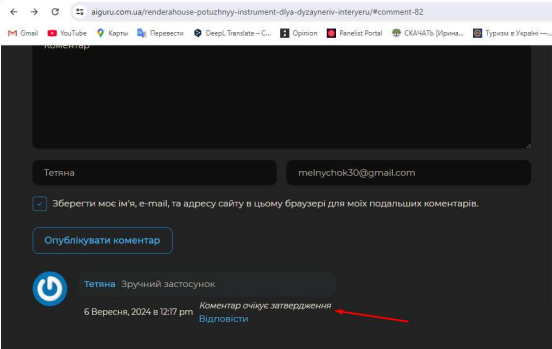 aiguru.com.ua/renderahouse-potuzhnyy-instrument-dlya-dyzayneriv-interyeru/#comment-82
Gmail YouTube Карты Перевести DeepL Translate – C... Opinion Panelist Portal СКАЧАТЬ [Ирина... Туризм в Україні —...
Коментар
Тетяна melnychok30@gmail.com
Зберегти моє ім'я, e-mail, та адресу сайту в цьому браузері для моїх подальших коментарів.
Опублікувати коментар
Тетяна Зручний застосунок
6 Вересня, 2024 в 12:17 pm Коментар очікує затвердження
Відповісти